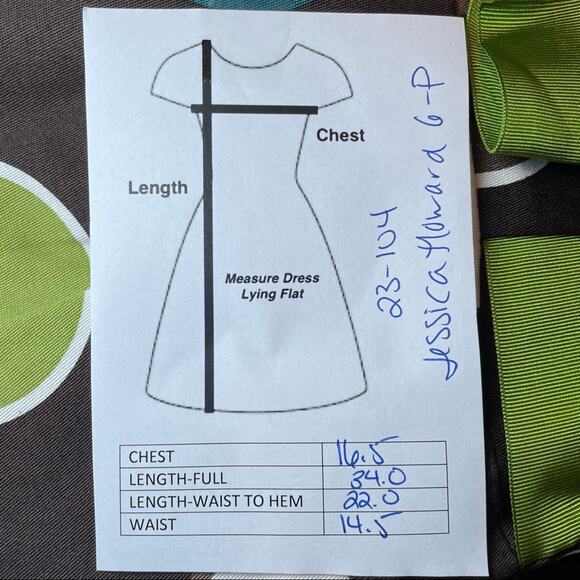 Chest
Length
Measure Dress
Lying Flat
23-104
Jessica Howard 6-P
CHEST 16.5
LENGTH-FULL 34.0
LENGTH-WAIST TO HEM 22.0
WAIST 14.5